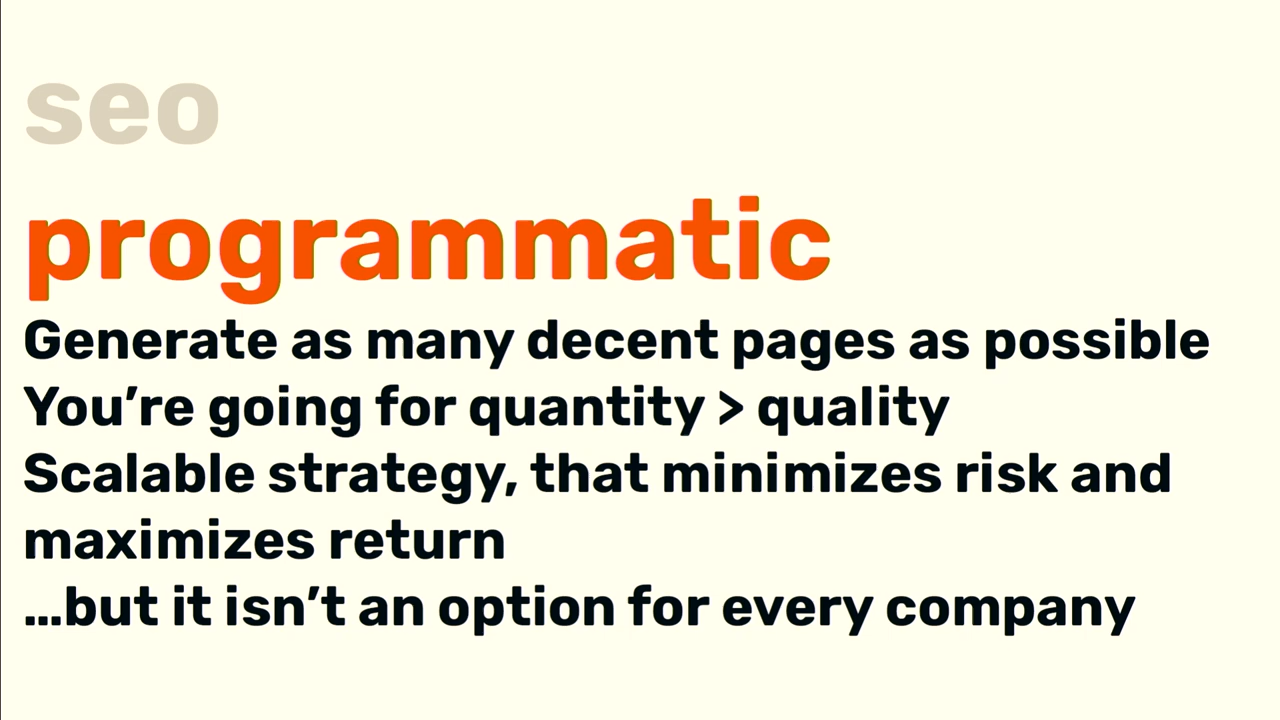 seo
programmatic
Generate as many decent pages as possible
You’re going for quantity > quality
Scalable strategy, that minimizes risk and
maximizes return
...but it isn’t an option for every company